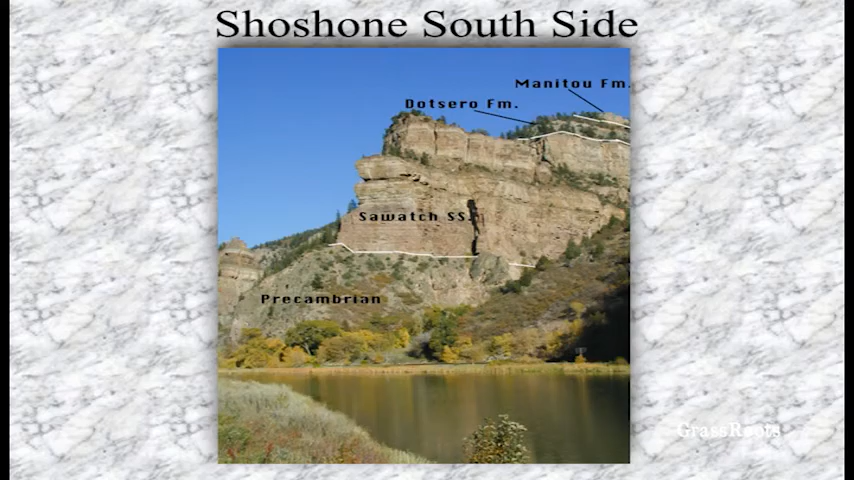 Shoshone South Side
Manitou Fm.
Dotsero Fm.
Sawatch SS.
Precambrian
GrassRoots